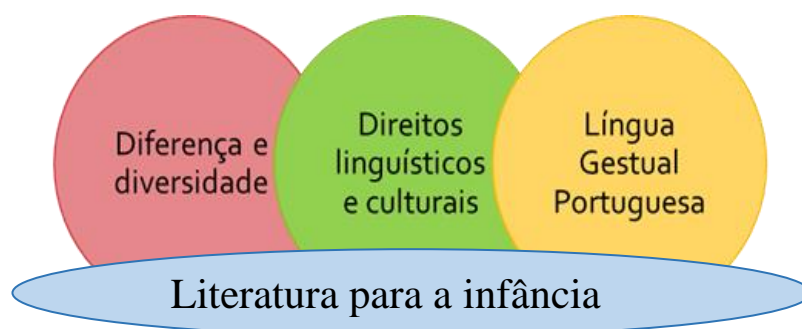 Diferença e
diversidade
Direitos
linguísticos
e culturais
Língua
Gestual
Portuguesa
Literatura para a infância